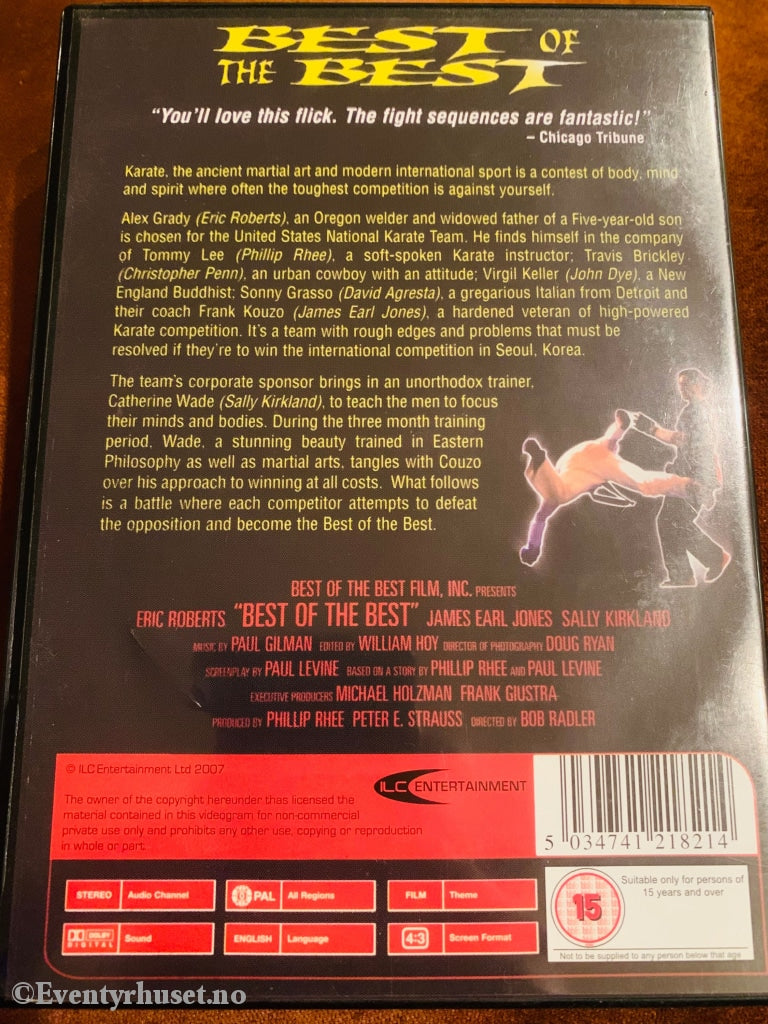 BEST OF
THE BEST
"You'll love this flick. The fight sequences are fantastic!"
– Chicago Tribune
Karate, the ancient martial art and modern international sport is a contest of body, mind
and spirit where often the toughest competition is against yourself.
Alex Grady (Eric Roberts), an Oregon welder and widowed father of a Five-year-old son
is chosen for the United States National Karate Team. He finds himself in the company
of Tommy Lee (Phillip Rhee), a soft-spoken Karate instructor; Travis Brickley
(Christopher Penn), an urban cowboy with an attitude; Virgil Keller (John Dye), a New
England Buddhist; Sonny Grasso (David Agresta), a gregarious Italian from Detroit and
their coach Frank Kouzo (James Earl Jones), a hardened veteran of high-powered
Karate competition. It's a team with rough edges and problems that must be
resolved if they're to win the international competition in Seoul, Korea.
The team's corporate sponsor brings in an unorthodox trainer,
Catherine Wade (Sally Kirkland), to teach the men to focus
their minds and bodies. During the three month training
period, Wade, a stunning beauty trained in Eastern
Philosophy as well as martial arts, tangles with Couzo
over his approach to winning at all costs. What follows
is a battle where each competitor attempts to defeat
the opposition and become the Best of the Best.
BEST OF THE BEST FILM, INC. PRESENTS
ERIC ROBERTS "BEST OF THE BEST" JAMES EARL JONES SALLY KIRKLAND
MUSIC BY PAUL GILMAN EDITED BY WILLIAM HOY DIRECTOR OF PHOTOGRAPHY DOUG RYAN
SCREENPLAY BY PAUL LEVINE BASED ON A STORY BY PHILLIP RHEE AND PAUL LEVINE
EXECUTIVE PRODUCERS MICHAEL HOLZMAN FRANK GIUSTRA
PRODUCED BY PHILLIP RHEE PETER E. STRAUSS DIRECTED BY BOB RADLER
© ILC Entertainment Ltd 2007
ILC ENTERTAINMENT
The owner of the copyright hereunder thas licensed the
material contained in this videogram for non-commercial
private use only and prohibits any other use, copying or reproduction
in whole or part.
5 034741 218214
STEREO Audio Channel
PAL All Regions
FILM Theme
DOLBY DIGITAL Sound
ENGLISH Language
4:3 Screen Format
15
Suitable only for persons of
15 years and over
Not to be supplied to any person below that age
©Eventyrhuset.no